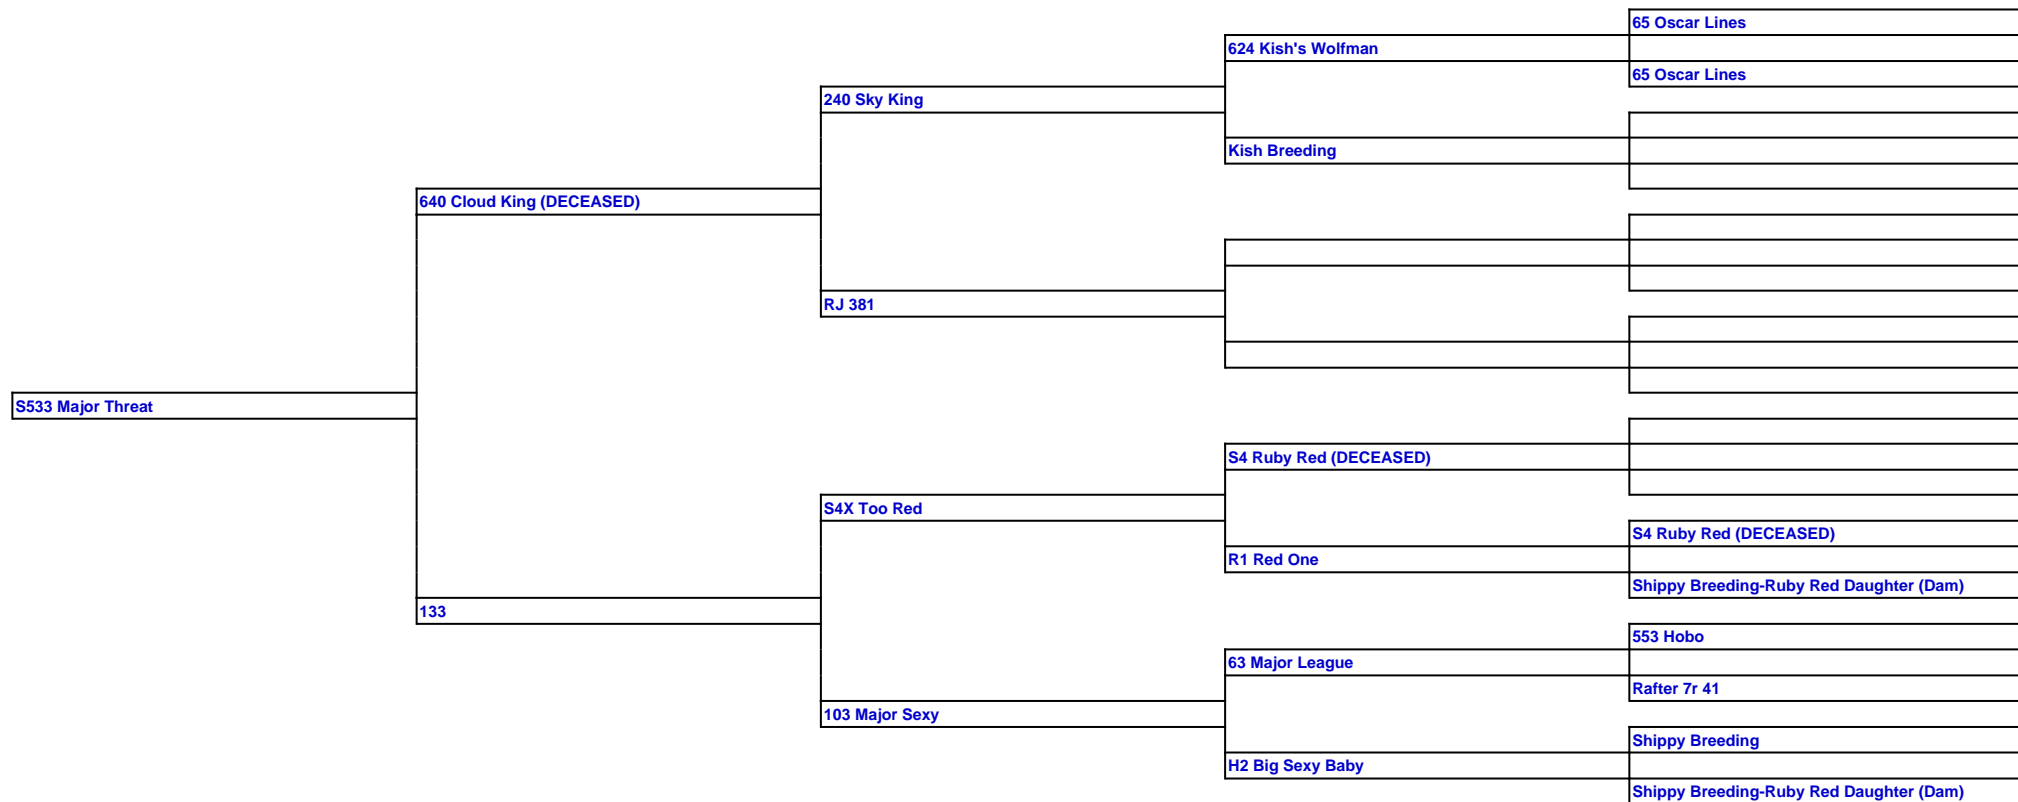 65 Oscar Lines
624 Kish's Wolfman
65 Oscar Lines
240 Sky King
Kish Breeding
640 Cloud King (DECEASED)
RJ 381
S533 Major Threat
S4 Ruby Red (DECEASED)
S4X Too Red
S4 Ruby Red (DECEASED)
R1 Red One
Shippy Breeding-Ruby Red Daughter (Dam)
133
553 Hobo
63 Major League
Rafter 7r 41
103 Major Sexy
Shippy Breeding
H2 Big Sexy Baby
Shippy Breeding-Ruby Red Daughter (Dam)